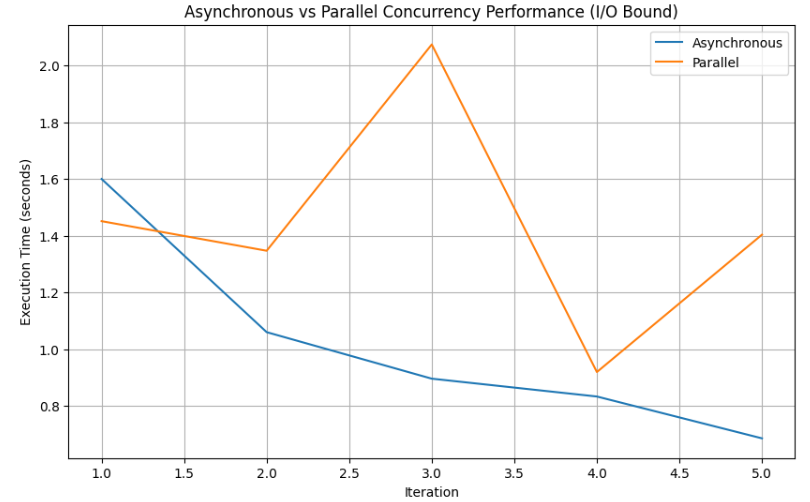 Asynchronous vs Parallel Concurrency Performance (I/O Bound)
Asynchronous
Parallel
Execution Time (seconds)
2.0
1.8
1.6
1.4
1.2
1.0
0.8
1.0 1.5 2.0 2.5 3.0 3.5 4.0 4.5 5.0
Iteration